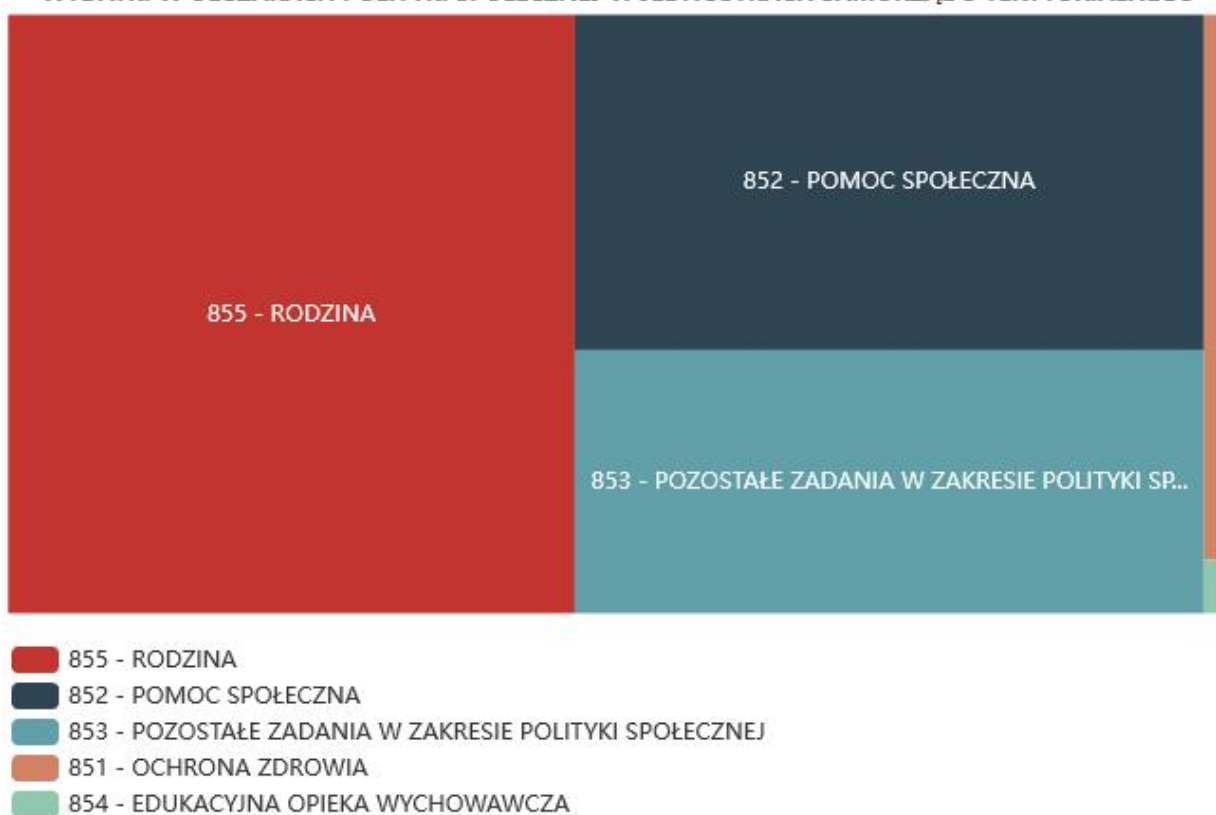 852 - POMOC SPOŁECZNA
855 - RODZINA
853 - POZOSTAŁE ZADANIA W ZAKRESIE POLITYKI SP...
855 - RODZINA
852 - POMOC SPOŁECZNA
853 - POZOSTAŁE ZADANIA W ZAKRESIE POLITYKI SPOŁECZNEJ
851 - OCHRONA ZDROWIA
854 - EDUKACYJNA OPIEKA WYCHOWAWCZA